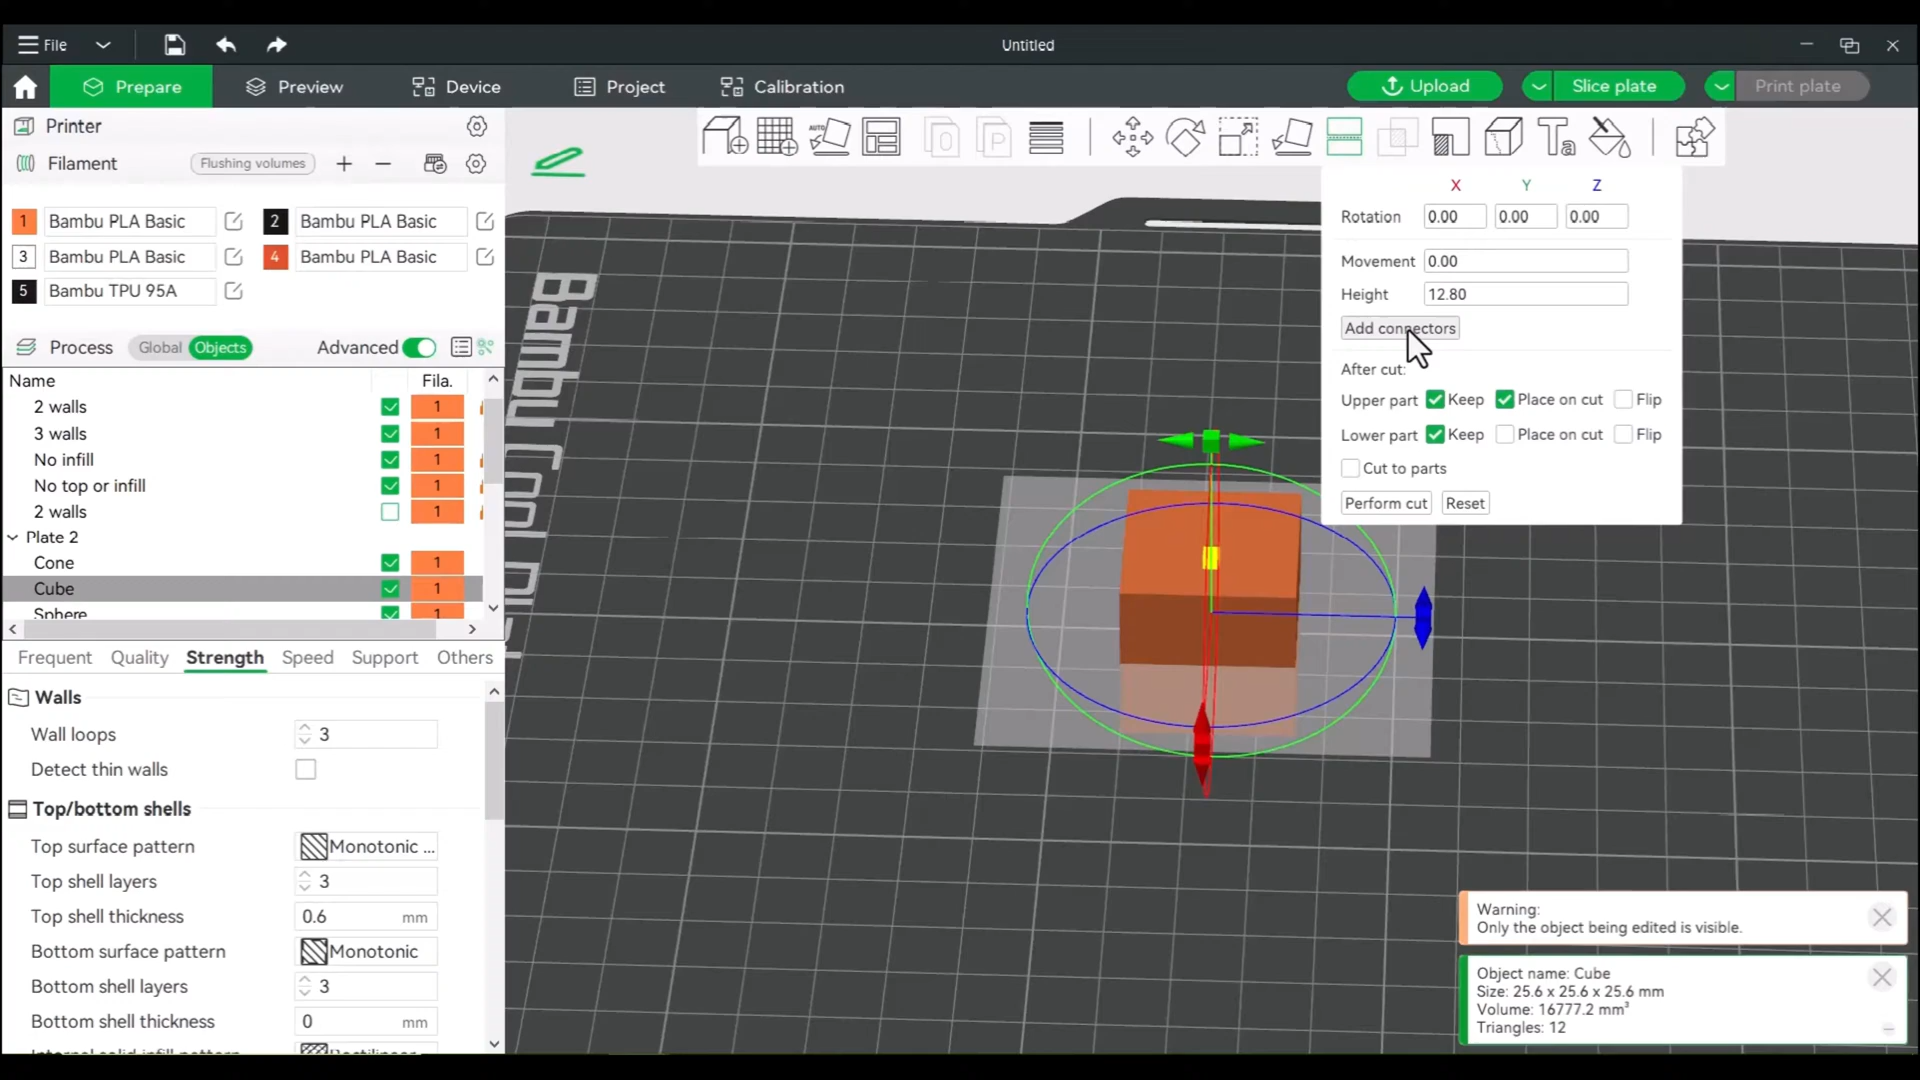 File
Untitled
Prepare
Preview
Device
Project
Calibration
Upload
Slice plate
Print plate
Printer
Filament
Flushing volumes
1 Bambu PLA Basic
2 Bambu PLA Basic
3 Bambu PLA Basic
4 Bambu PLA Basic
5 Bambu TPU 95A
Process
Global
Objects
Advanced
Name
Fila.
2 walls 1
3 walls 1
No infill 1
No top or infill 1
2 walls 1
Plate 2
Cone 1
Cube 1
Sphere 1
Frequent
Quality
Strength
Speed
Support
Others
Walls
Wall loops 3
Detect thin walls
Top/bottom shells
Top surface pattern Monotonic ...
Top shell layers 3
Top shell thickness 0.6 mm
Bottom surface pattern Monotonic
Bottom shell layers 3
Bottom shell thickness 0 mm
AUTO
O
P
Ta
X Y Z
Rotation 0.00 0.00 0.00
Movement 0.00
Height 12.80
Add connectors
After cut:
Upper part Keep Place on cut Flip
Lower part Keep Place on cut Flip
Cut to parts
Perform cut Reset
Bambu Cool
Warning:
Only the object being edited is visible.
Object name: Cube
Size: 25.6 x 25.6 x 25.6 mm
Volume: 16777.2 mm³
Triangles: 12